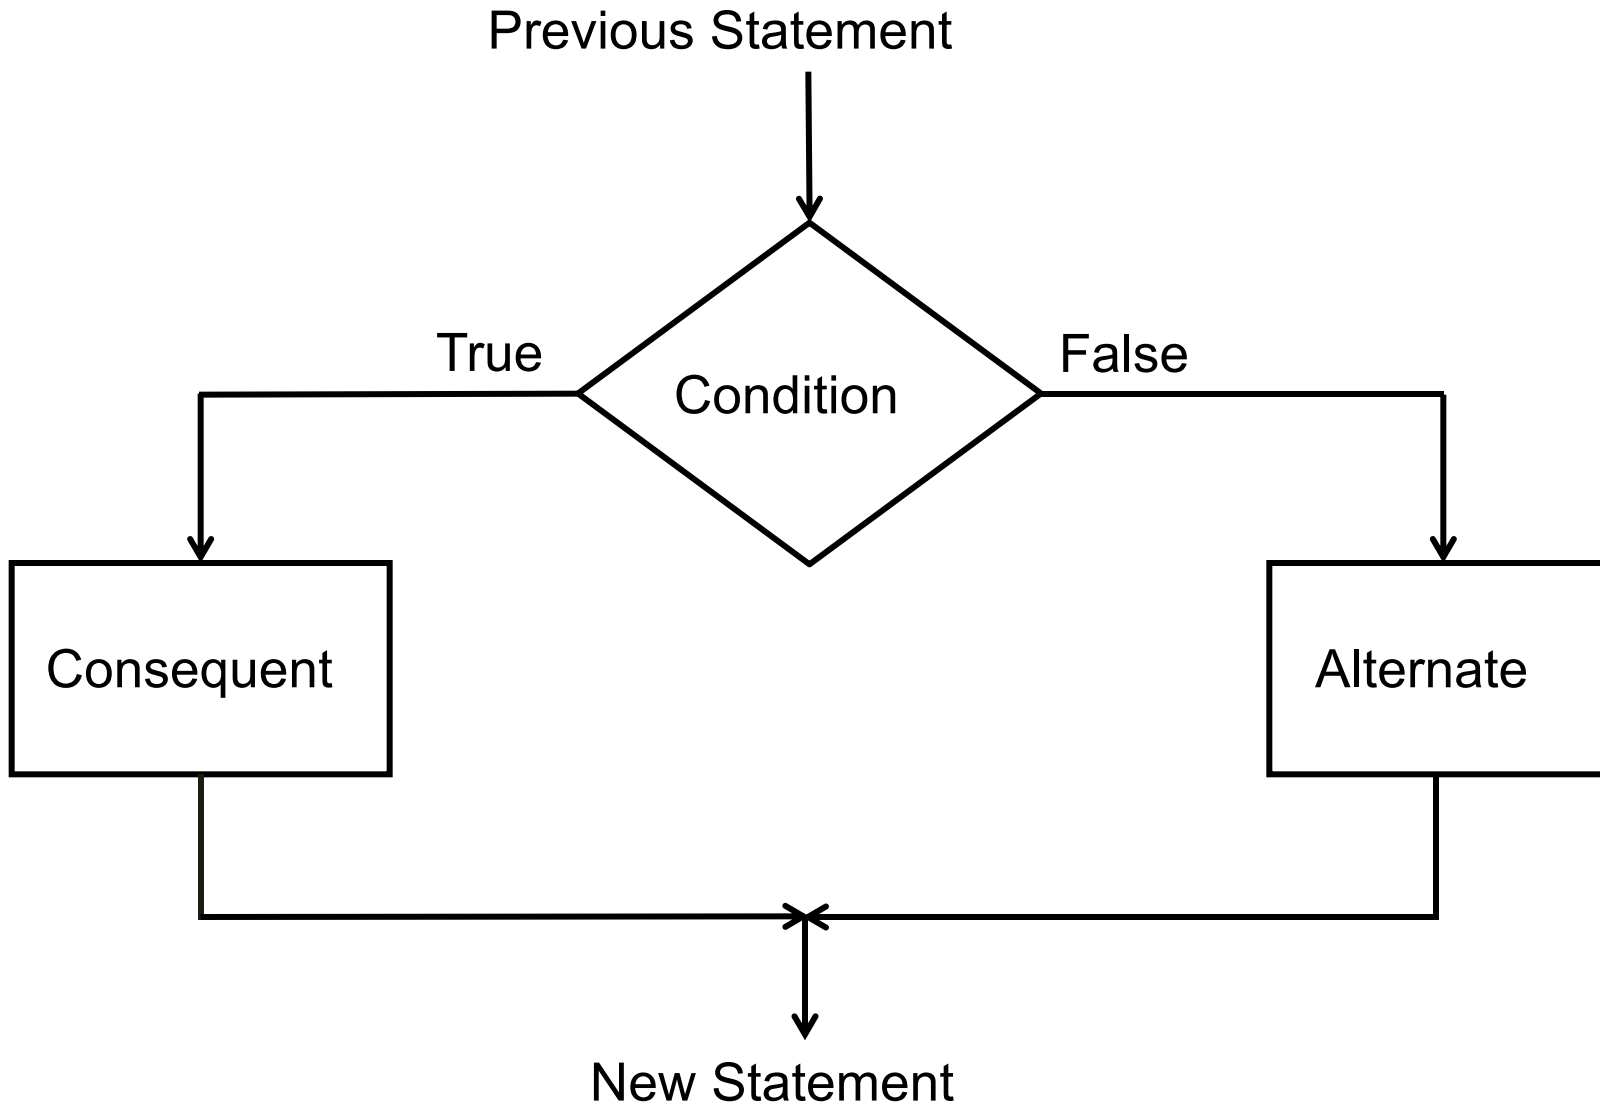 Previous Statement
True
False
Condition
Consequent
Alternate
New Statement